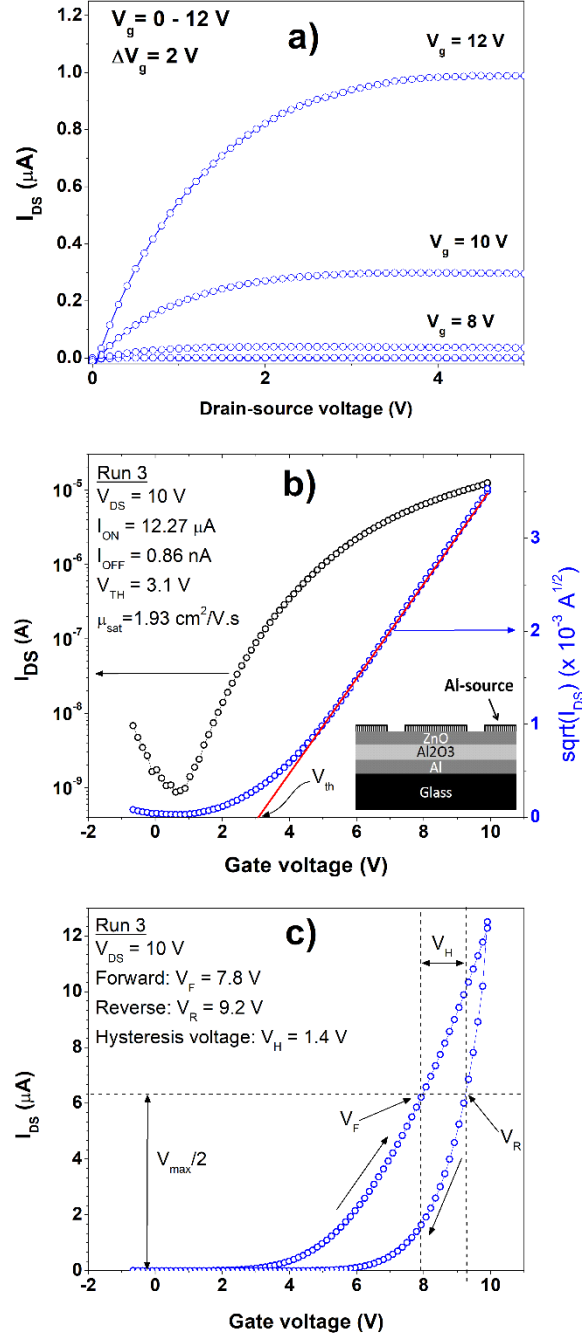 V_g = 0 - 12 V
ΔV_g = 2 V
a)
V_g = 12 V
V_g = 10 V
V_g = 8 V
I_DS (μA)
1.2
1.0
0.8
0.6
0.4
0.2
0.0
0
2
4
Drain-source voltage (V)
Run 3
V_DS = 10 V
I_ON = 12.27 μA
I_OFF = 0.86 nA
V_TH = 3.1 V
μ_sat=1.93 cm²/V.s
b)
I_DS (A)
10⁻⁵
10⁻⁶
10⁻⁷
10⁻⁸
10⁻⁹
3
2
1
0
sqrt(I_DS) (x 10⁻³ A^1/2)
Al-source
ZnO
Al2O3
Al
Glass
V_th
-2
0
2
4
6
8
10
Gate voltage (V)
Run 3
V_DS = 10 V
Forward: V_F = 7.8 V
Reverse: V_R = 9.2 V
Hysteresis voltage: V_H = 1.4 V
c)
V_H
V_F
V_R
V_max/2
I_DS (μA)
12
10
8
6
4
2
0
-2
0
2
4
6
8
10
Gate voltage (V)